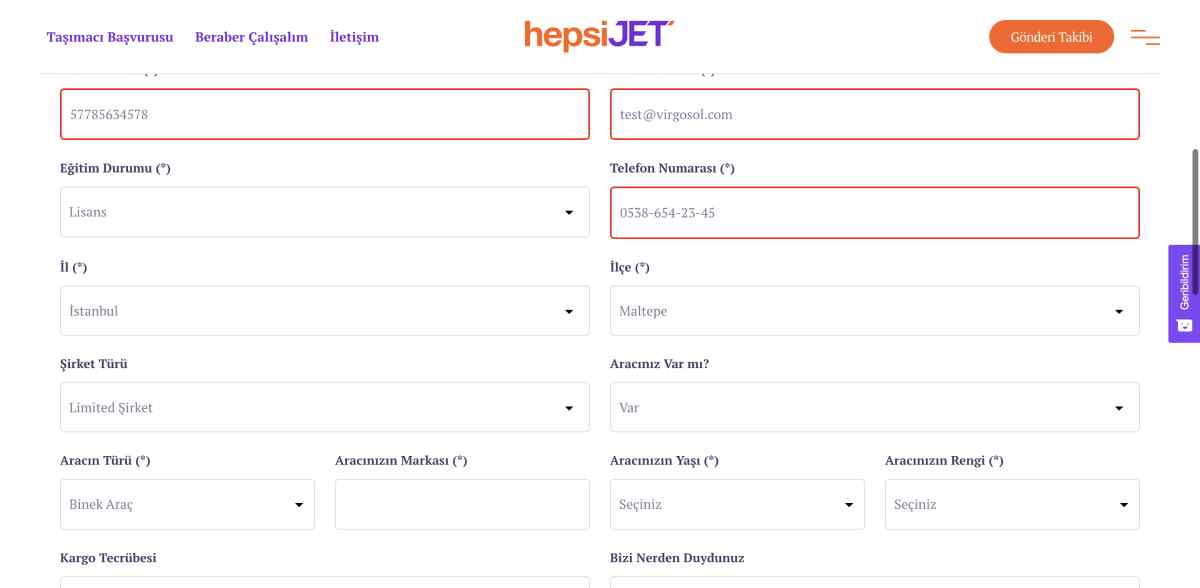 Taşımacı Başvurusu Beraber Çalışalım İletişim hepsiJET Gönderi Takibi
57785634578 test@virgosol.com
Eğitim Durumu (*) Telefon Numarası (*)
Lisans 0538-654-23-45
İl (*) İlçe (*)
İstanbul Maltepe
Geribildirim
Şirket Türü Aracınız Var mı?
Limited Şirket Var
Aracın Türü (*) Aracınızın Markası (*) Aracınızın Yaşı (*) Aracınızın Rengi (*)
Binek Araç Seçiniz Seçiniz
Kargo Tecrübesi Bizi Nerden Duydunuz